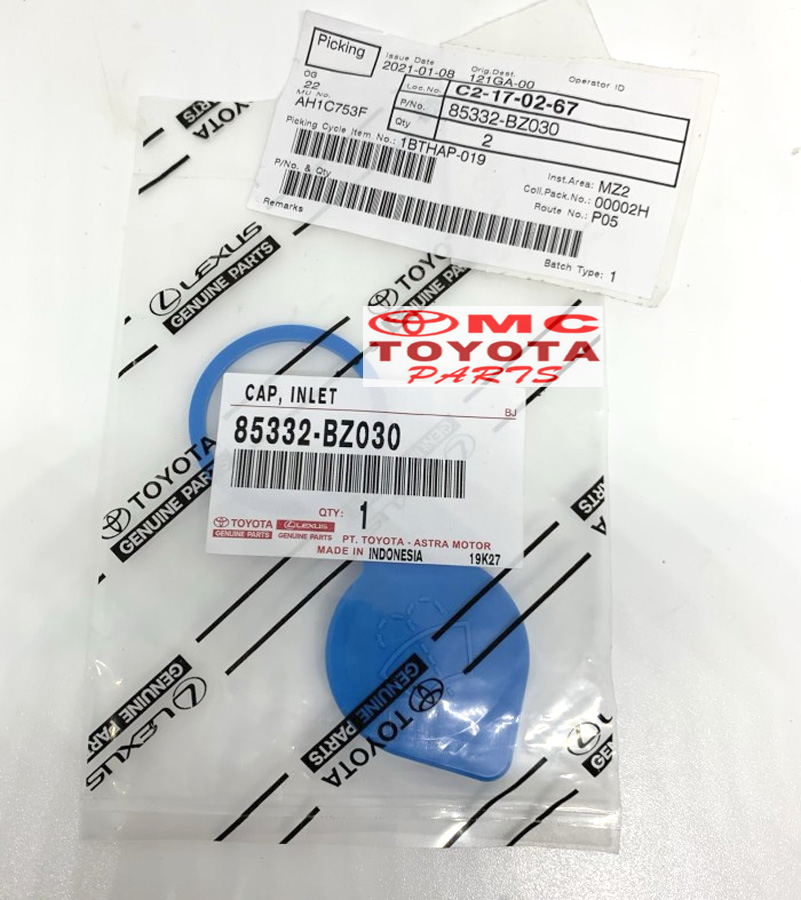 Picking
Issue Date
2021-01-08
Orig.Dest.
121GA-00
Operator ID
OG
22
MU No.
AH1C753F
Loc.No. C2-17-02-67
P/No. 85332-BZ030
Qty 2
Picking Cycle Item No.: 1BTHAP-019
P/No. & Qty
Inst.Area: MZ2
Coll.Pack.No.: 00002H
Route No.: P05
Remarks
Batch Type: 1
TOYOTA
GENUINE PARTS
LEXUS
GENUINE PARTS
TOYOTA
MC
TOYOTA
PARTS
CAP, INLET
BJ
85332-BZ030
QTY: 1
TOYOTA LEXUS
GENUINE PARTS GENUINE PARTS
PT. TOYOTA - ASTRA MOTOR
MADE IN INDONESIA 19K27
TOYOTA
GENUINE PARTS
GENUINE PARTS
LEXUS
GENUINE PARTS
TOYOTA